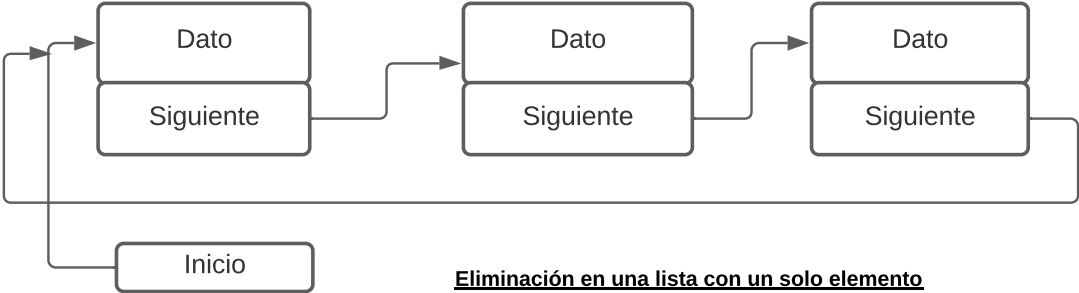 Dato
Dato
Dato
Siguiente
Siguiente
Siguiente
Inicio
Eliminación en una lista con un solo elemento